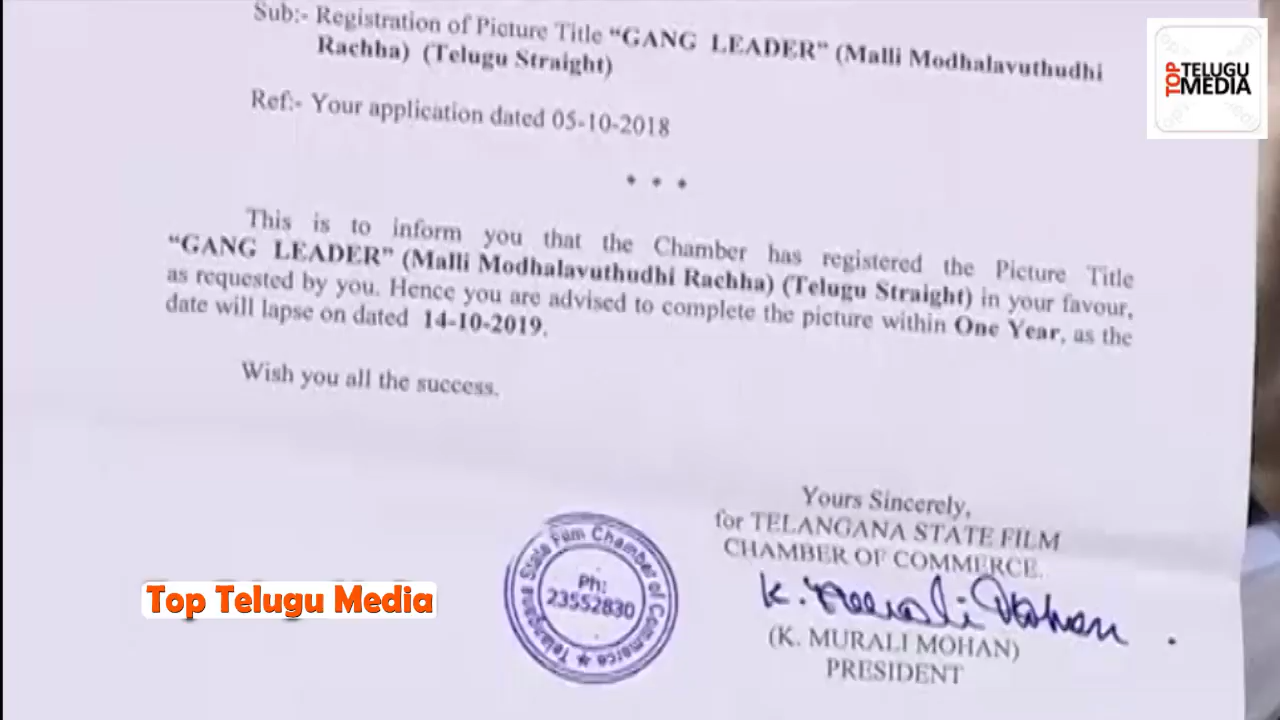 Sub:- Registration of Picture Title “GANG LEADER” (Malli Modhalavuthudhi
Rachha) (Telugu Straight)
Ref:- Your application dated 05-10-2018
This is to inform you that the Chamber has registered the Picture Title
“GANG LEADER” (Malli Modhalavuthudhi Rachha) (Telugu Straight) in your favour,
as requested by you. Hence you are advised to complete the picture within One Year, as the
date will lapse on dated 14-10-2019.
Wish you all the success.
Yours Sincerely,
for TELANGANA STATE FILM
CHAMBER OF COMMERCE.
K. Murali Mohan
(K. MURALI MOHAN)
PRESIDENT
Telangana State Film Chamber of Commerce
Ph:
23552830
Top Telugu Media
TOP TELUGU
MEDIA